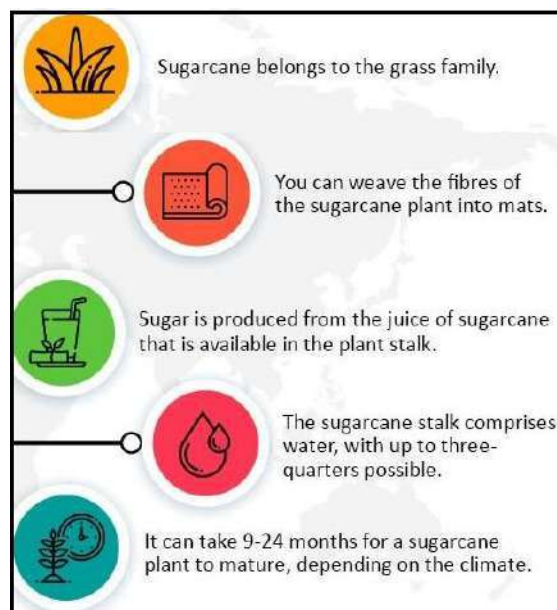 Sugarcane belongs to the grass family.
You can weave the fibres of
the sugarcane plant into mats.
Sugar is produced from the juice of sugarcane
that is available in the plant stalk.
The sugarcane stalk comprises
water, with up to three-
quarters possible.
It can take 9-24 months for a sugarcane
plant to mature, depending on the climate.